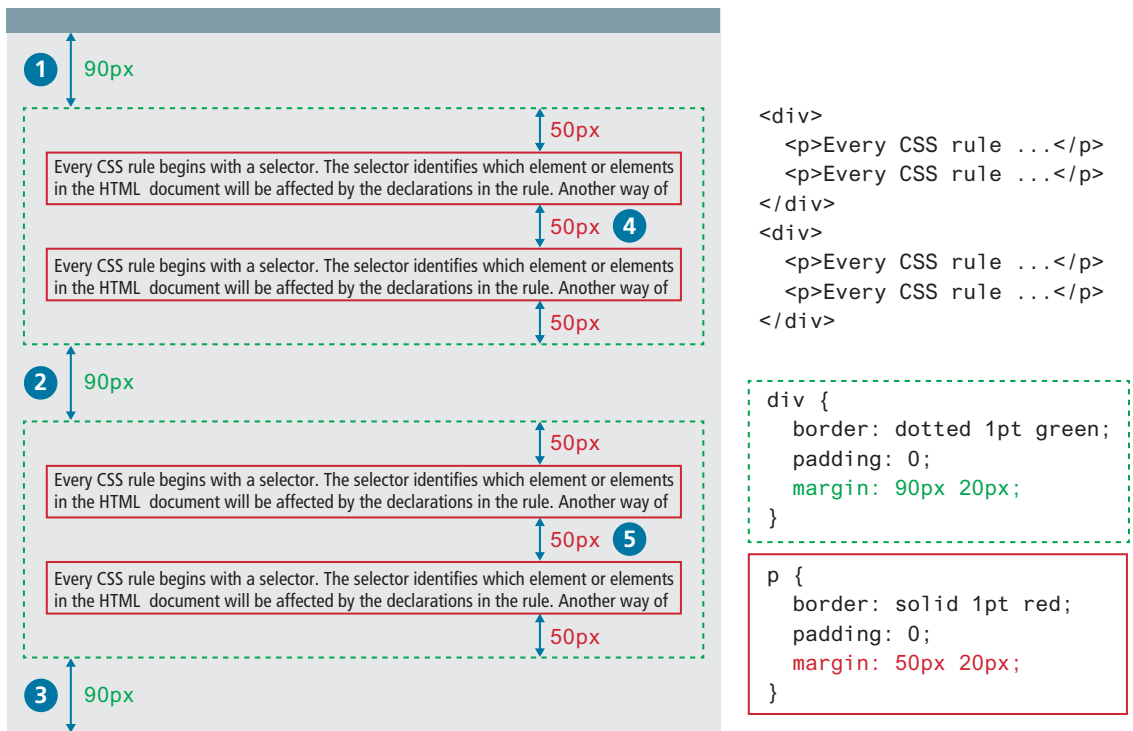 1 90px
50px
Every CSS rule begins with a selector. The selector identifies which element or elements
in the HTML document will be affected by the declarations in the rule. Another way of
50px 4
Every CSS rule begins with a selector. The selector identifies which element or elements
in the HTML document will be affected by the declarations in the rule. Another way of
50px
2 90px
50px
Every CSS rule begins with a selector. The selector identifies which element or elements
in the HTML document will be affected by the declarations in the rule. Another way of
50px 5
Every CSS rule begins with a selector. The selector identifies which element or elements
in the HTML document will be affected by the declarations in the rule. Another way of
50px
3 90px
<div>
  <p>Every CSS rule ...</p>
  <p>Every CSS rule ...</p>
</div>
<div>
  <p>Every CSS rule ...</p>
  <p>Every CSS rule ...</p>
</div>
div {
  border: dotted 1pt green;
  padding: 0;
  margin: 90px 20px;
}
p {
  border: solid 1pt red;
  padding: 0;
  margin: 50px 20px;
}